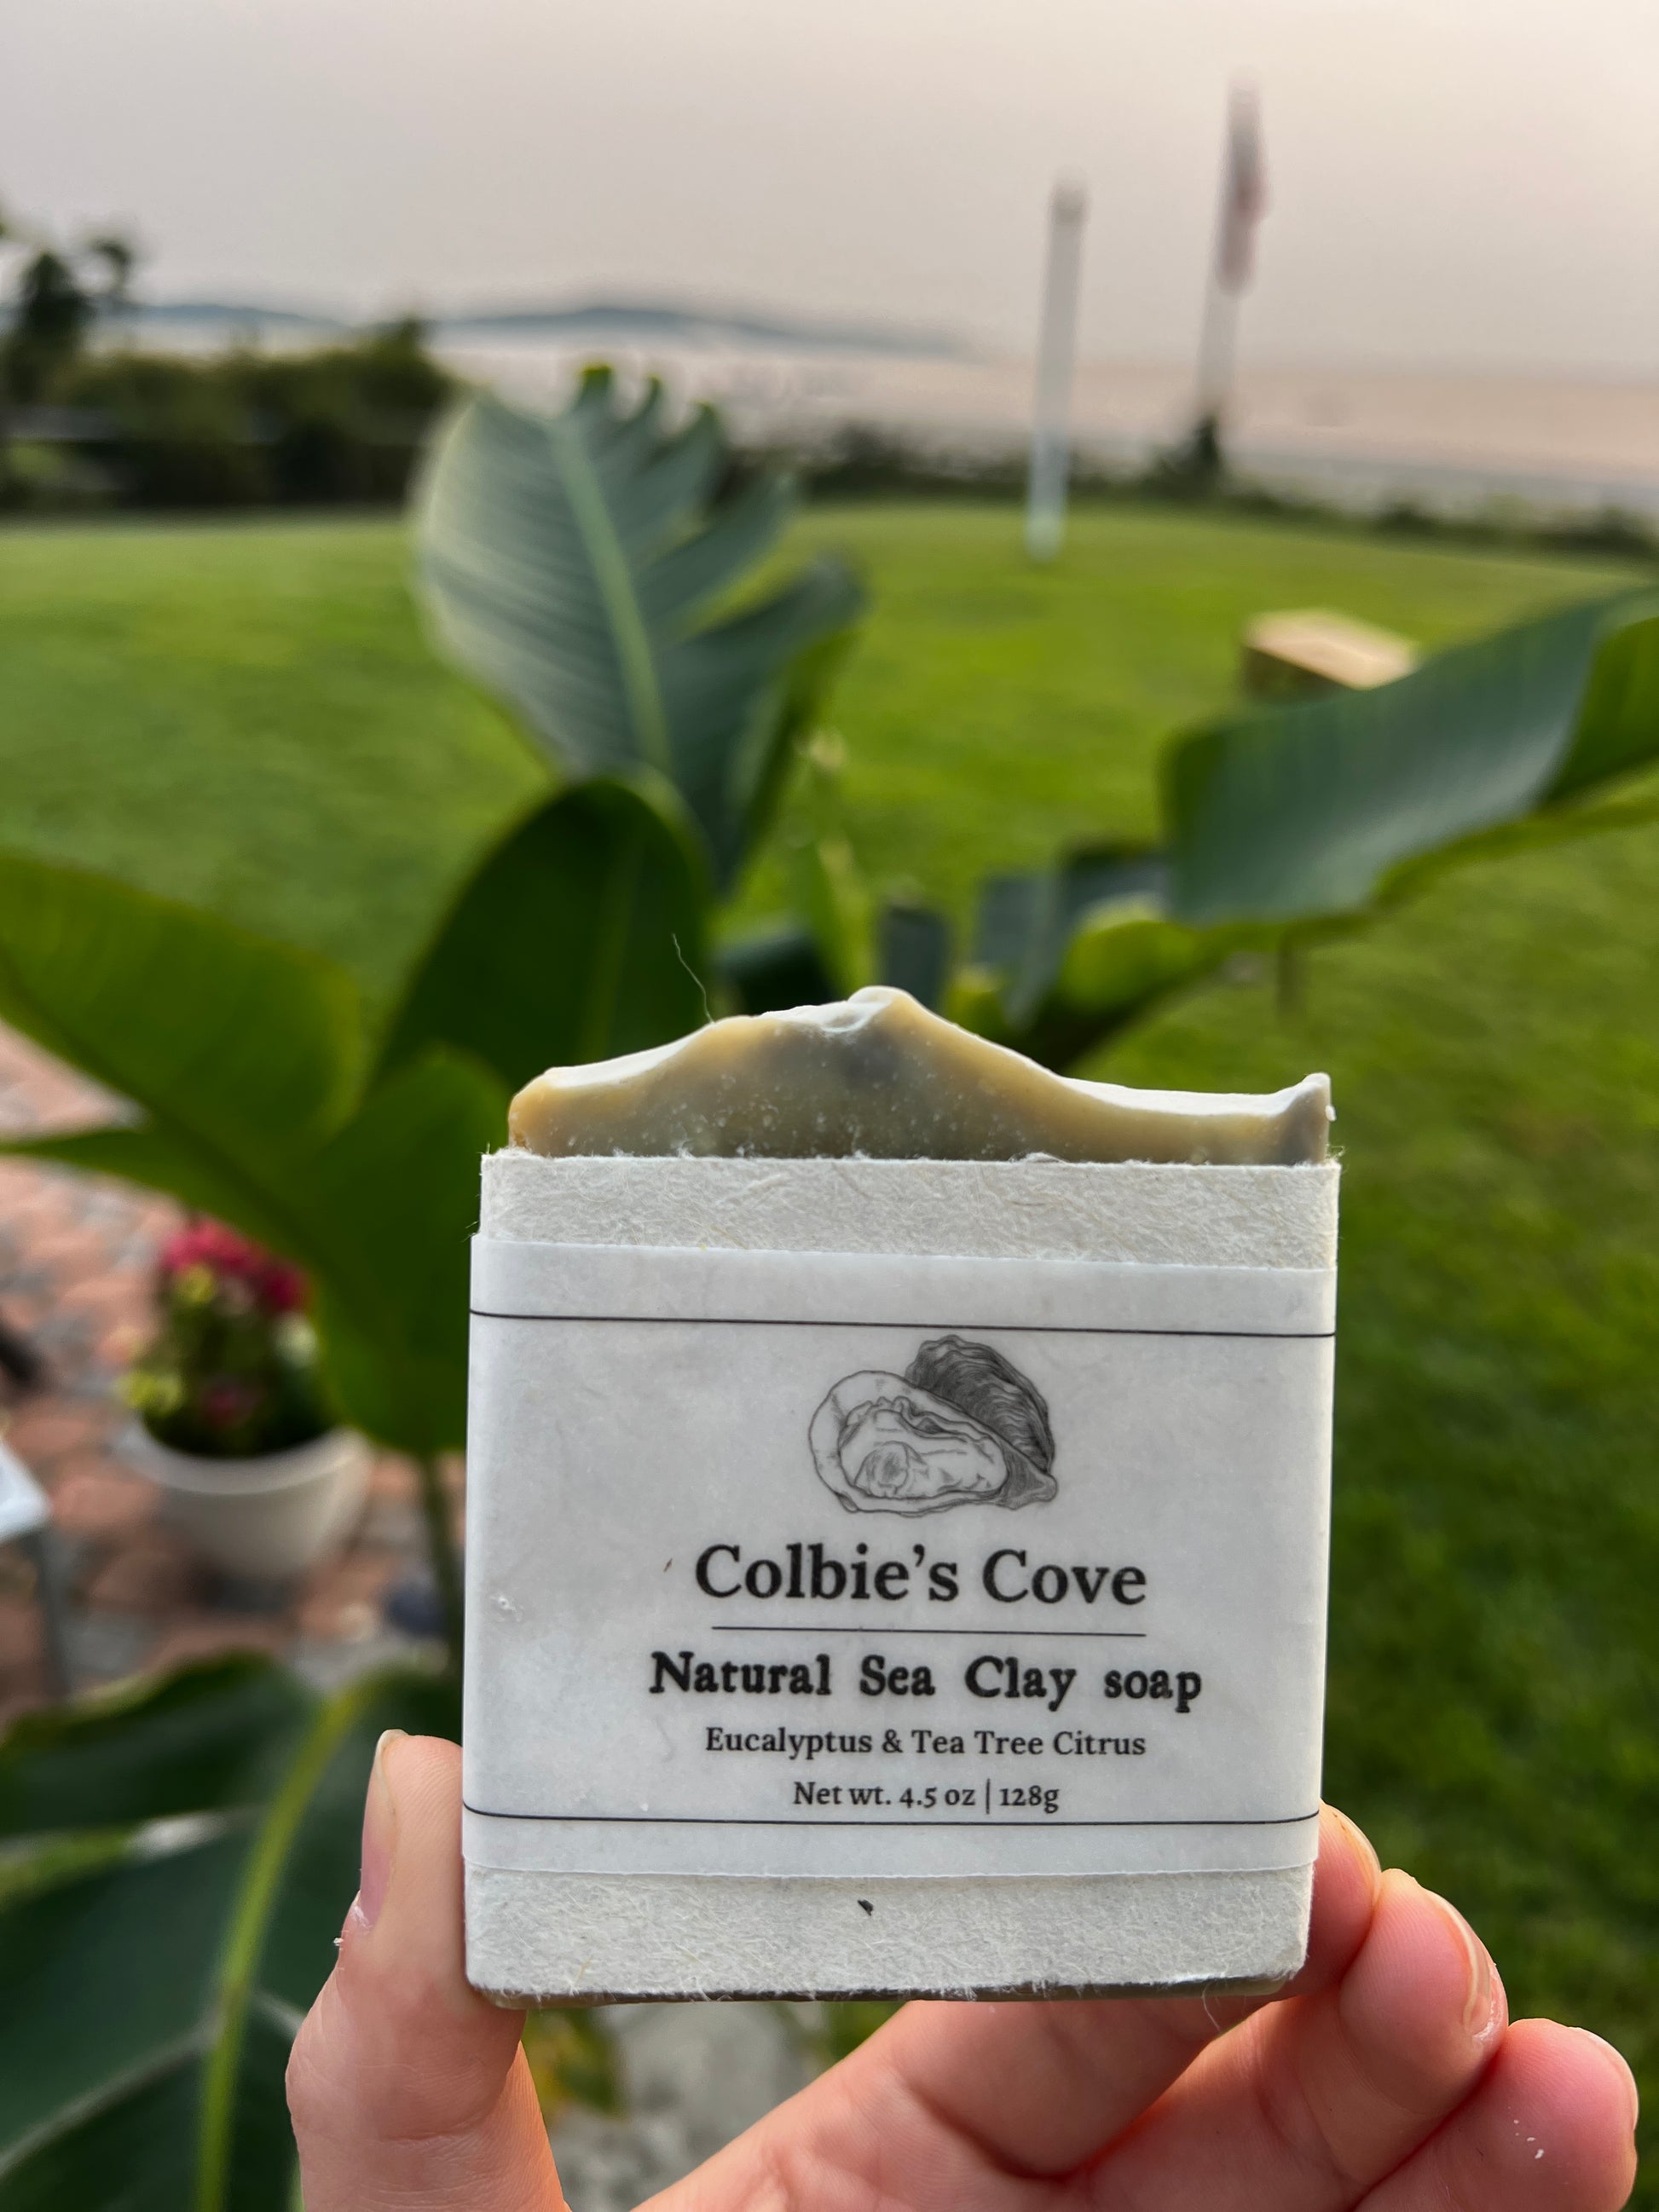 Colbie’s Cove
Natural Sea Clay soap
Eucalyptus & Tea Tree Citrus
Net wt. 4.5 oz | 128g